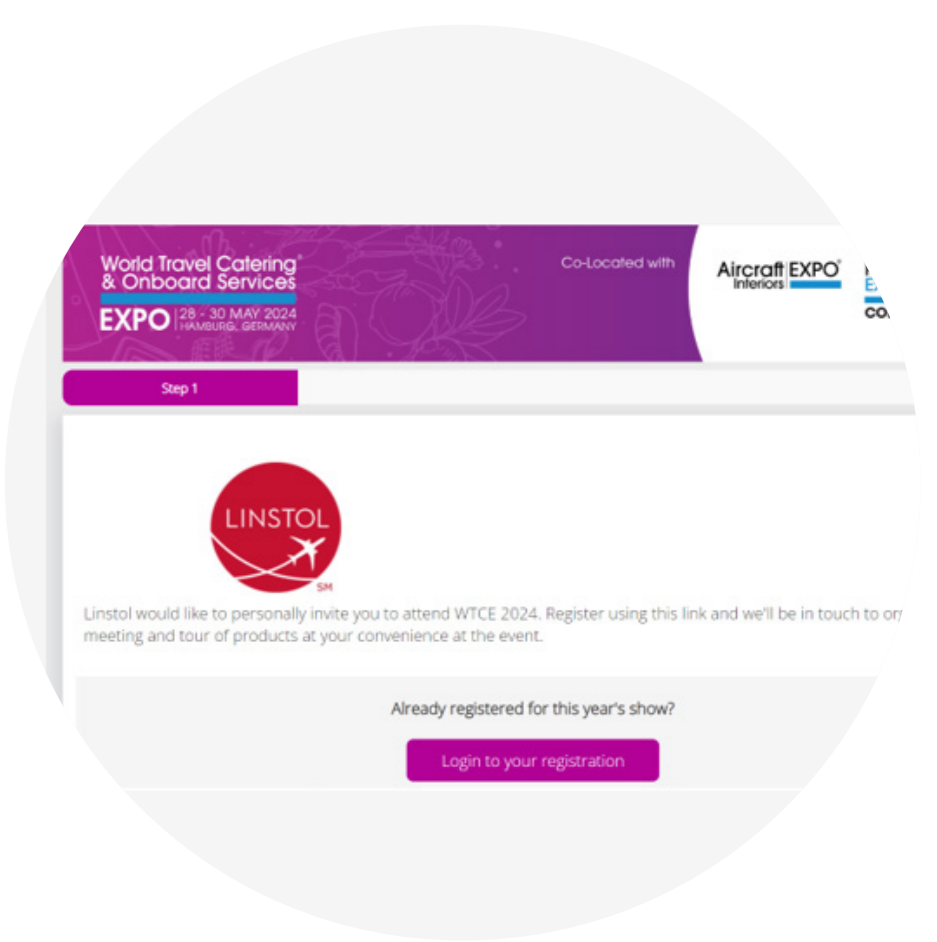 World Travel Catering®
& Onboard Services
EXPO
28 - 30 MAY 2024
HAMBURG, GERMANY
Co-Located with
Aircraft EXPO®
Interiors
Step 1
LINSTOL
SM
Linstol would like to personally invite you to attend WTCE 2024. Register using this link and we'll be in touch to
meeting and tour of products at your convenience at the event.
Already registered for this year's show?
Login to your registration